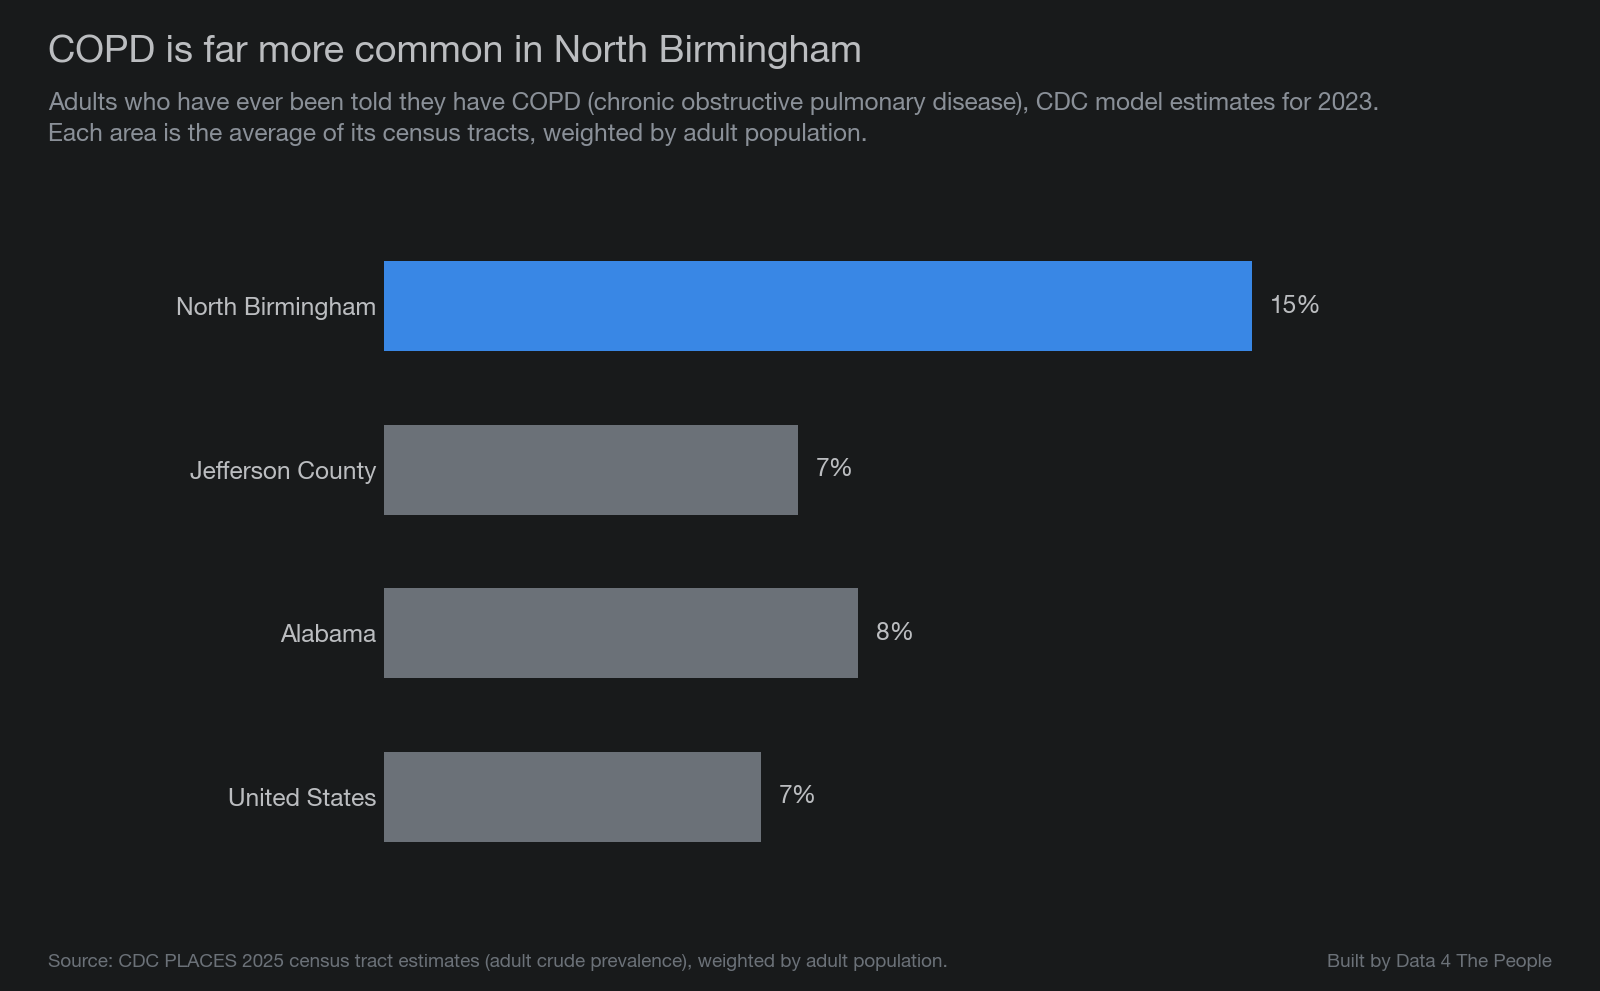 COPD is far more common in North Birmingham
Adults who have ever been told they have COPD (chronic obstructive pulmonary disease), CDC model estimates for 2023.
Each area is the average of its census tracts, weighted by adult population.
North Birmingham
15%
Jefferson County
7%
Alabama
8%
United States
7%
Source: CDC PLACES 2025 census tract estimates (adult crude prevalence), weighted by adult population.
Built by Data 4 The People